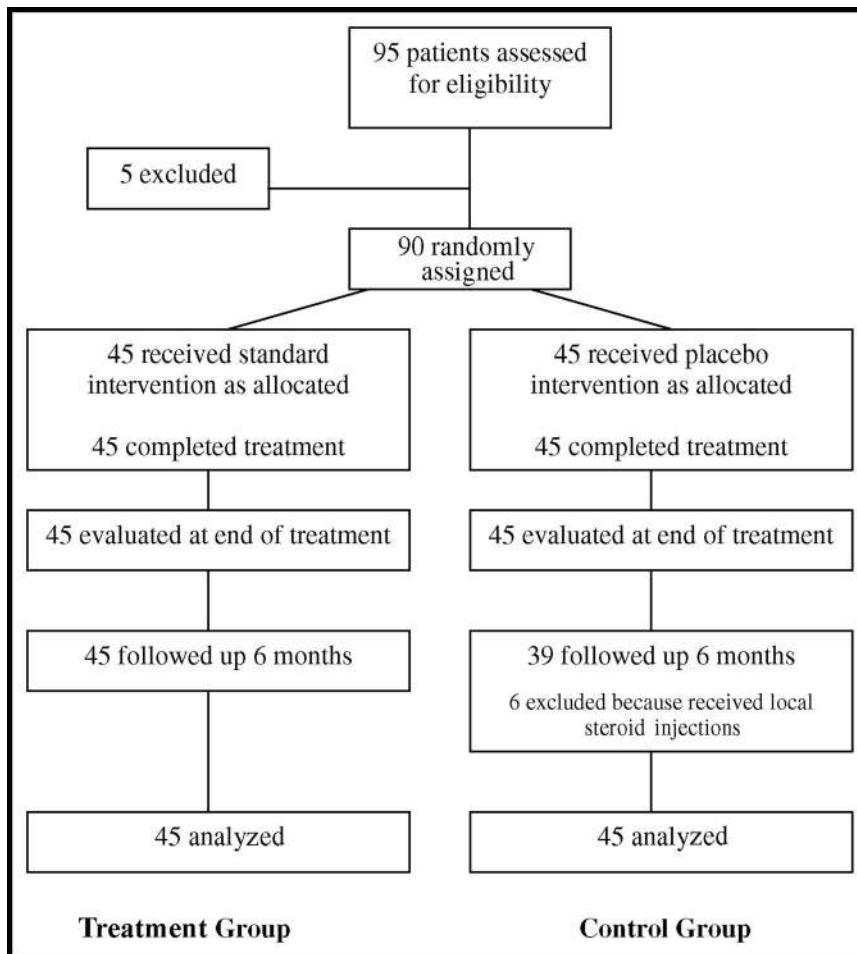 95 patients assessed
for eligibility
5 excluded
90 randomly
assigned
45 received standard
intervention as allocated
45 completed treatment
45 received placebo
intervention as allocated
45 completed treatment
45 evaluated at end of treatment
45 evaluated at end of treatment
45 followed up 6 months
39 followed up 6 months
6 excluded because received local
steroid injections
45 analyzed
45 analyzed
Treatment Group
Control Group